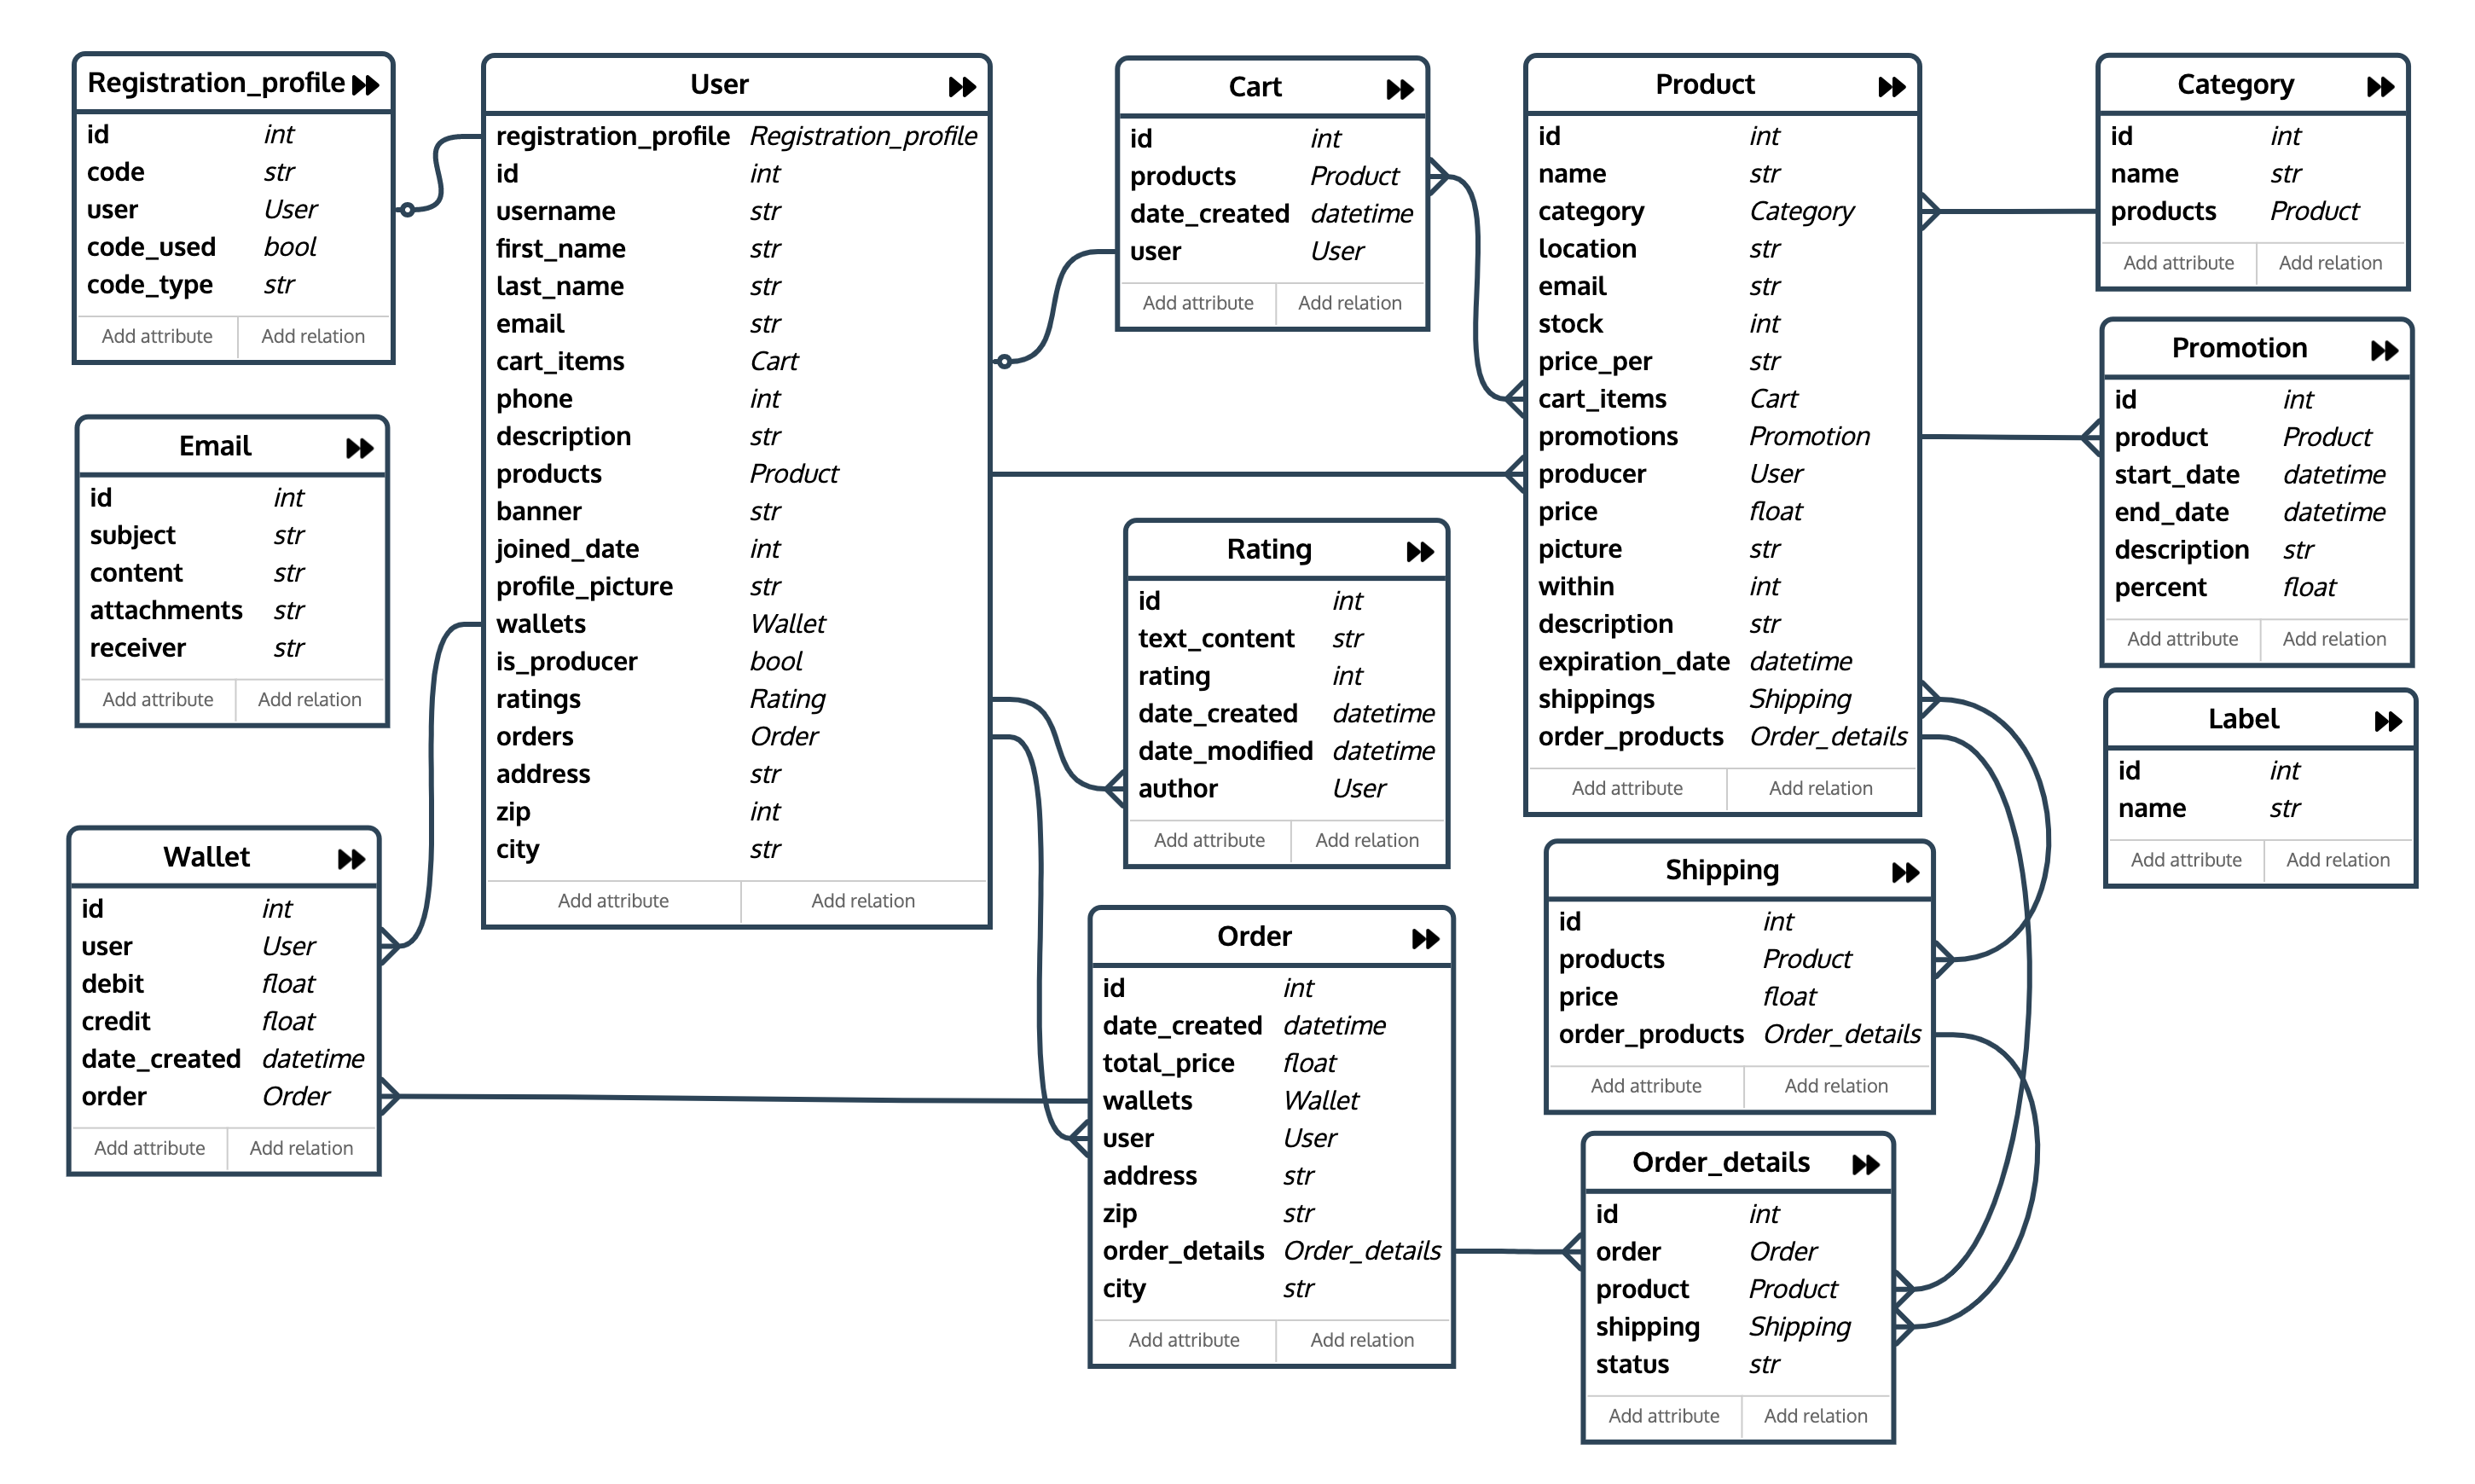 Registration_profile
id int
code str
user User
code_used bool
code_type str
Add attribute Add relation
User
registration_profile Registration_profile
id int
username str
first_name str
last_name str
email str
cart_items Cart
phone int
description str
products Product
banner str
joined_date int
profile_picture str
wallets Wallet
is_producer bool
ratings Rating
orders Order
address str
zip int
city str
Add attribute Add relation
Cart
id int
products Product
date_created datetime
user User
Add attribute Add relation
Product
id int
name str
category Category
location str
email str
stock int
price_per str
cart_items Cart
promotions Promotion
producer User
price float
picture str
within int
description str
expiration_date datetime
shippings Shipping
order_products Order_details
Add attribute Add relation
Category
id int
name str
products Product
Add attribute Add relation
Promotion
id int
product Product
start_date datetime
end_date datetime
description str
percent float
Add attribute Add relation
Email
id int
subject str
content str
attachments str
receiver str
Add attribute Add relation
Rating
id int
text_content str
rating int
date_created datetime
date_modified datetime
author User
Add attribute Add relation
Label
id int
name str
Add attribute Add relation
Wallet
id int
user User
debit float
credit float
date_created datetime
order Order
Add attribute Add relation
Order
id int
date_created datetime
total_price float
wallets Wallet
user User
address str
zip str
order_details Order_details
city str
Add attribute Add relation
Shipping
id int
products Product
price float
order_products Order_details
Add attribute Add relation
Order_details
id int
order Order
product Product
shipping Shipping
status str
Add attribute Add relation